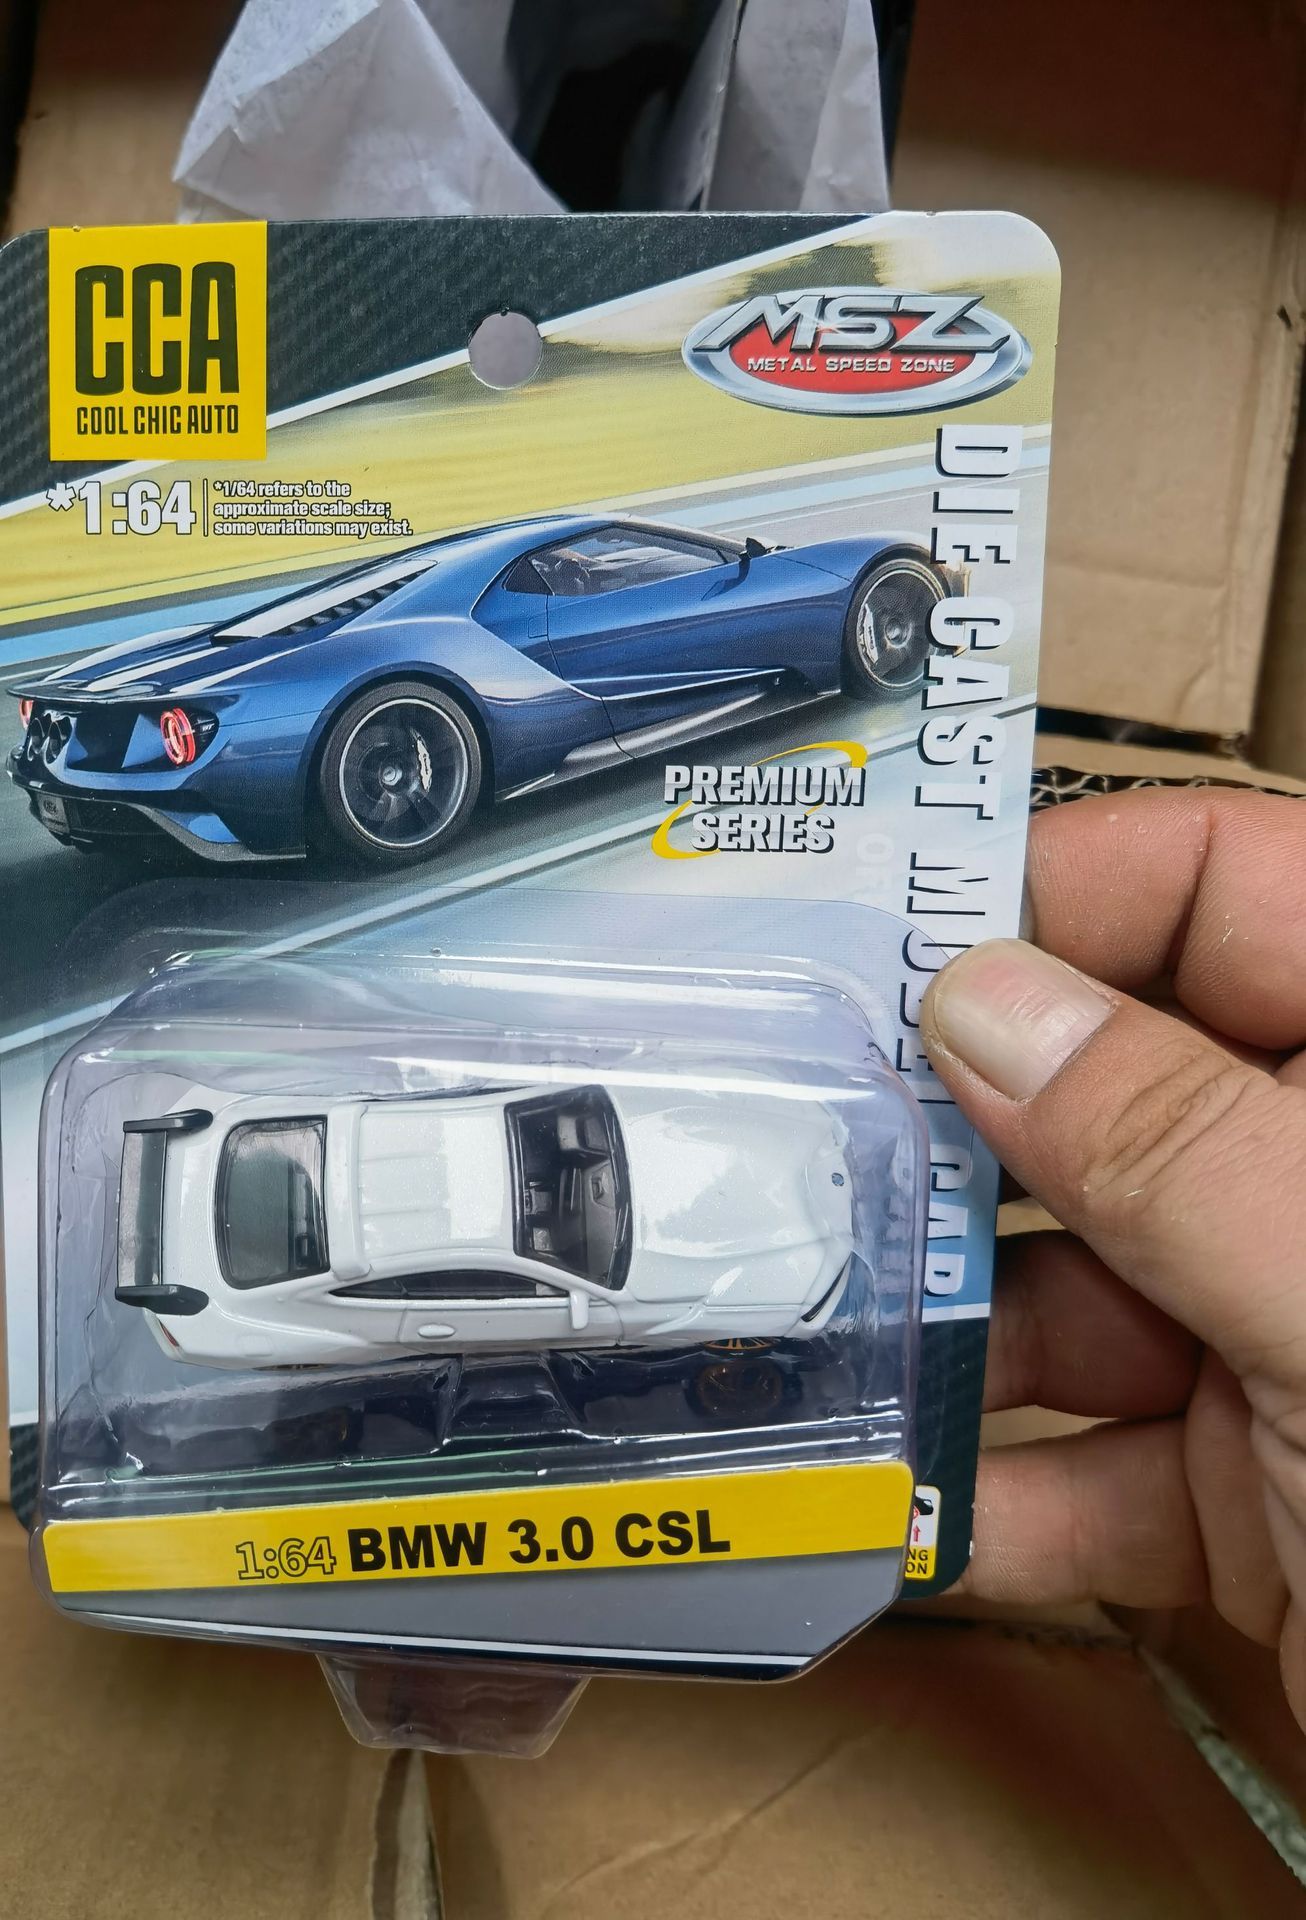 CCA
COOL CHIC AUTO
MSZ
METAL SPEED ZONE
*1:64
*1/64 refers to the
approximate scale size;
some variations may exist.
DIE CAST
PREMIUM
SERIES
1:64 BMW 3.0 CSL